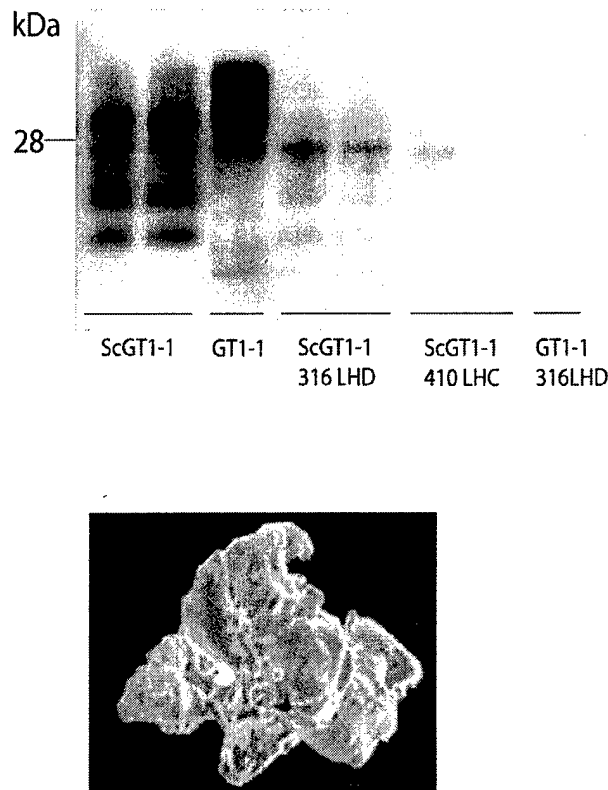 kDa
28
ScGT1-1 GT1-1 ScGT1-1 ScGT1-1 GT1-1
316 LHD 410 LHC 316LHD